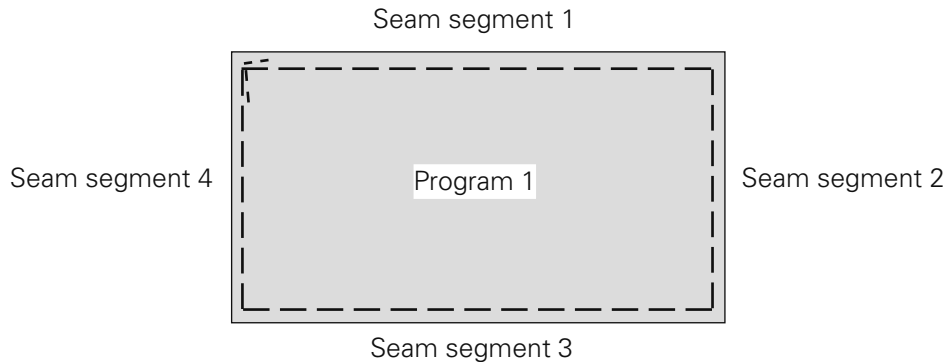 Seam segment 1
Seam segment 4
Program 1
Seam segment 2
Seam segment 3